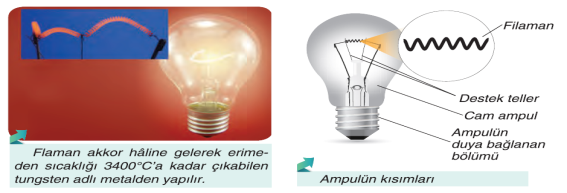 Flaman akkor hâline gelerek erime-
den sıcaklığı 3400°C'a kadar çıkabilen
tungsten adlı metalden yapılır.
Filaman
Destek teller
Cam ampul
Ampulün
duya bağlanan
bölümü
Ampulün kısımları